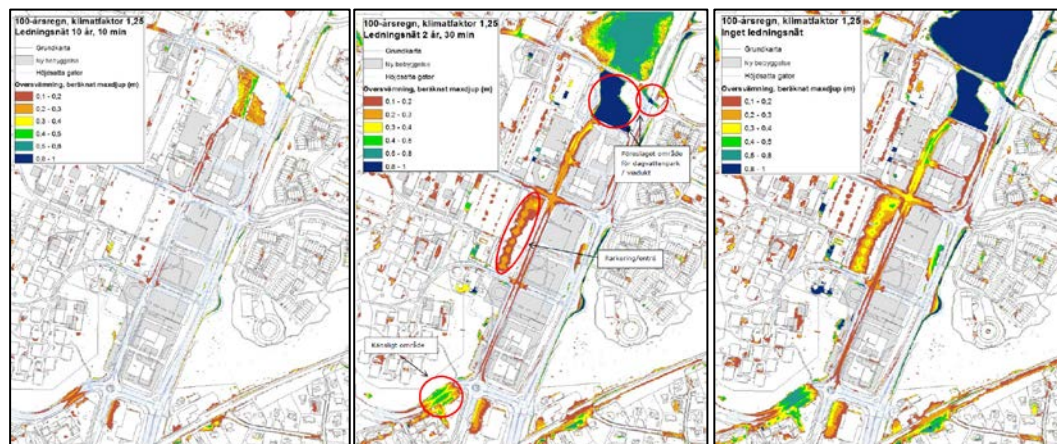 100-årsregn, klimatfaktor 1,25
Ledningsnät 10 år, 10 min
Grundkarta
Ny bebyggelse
Höjdsatta gator
Översvämning, beräknat maxdjup (m)
0,1 - 0,2
0,2 - 0,3
0,3 - 0,4
0,4 - 0,5
0,5 - 0,8
0,8 - 1
100-årsregn, klimatfaktor 1,25
Ledningsnät 2 år, 30 min
Grundkarta
Ny bebyggelse
Höjdsatta gator
Översvämning, beräknat maxdjup (m)
0,1 - 0,2
0,2 - 0,3
0,3 - 0,4
0,4 - 0,5
0,5 - 0,8
0,8 - 1
Föreslaget område
för dagvattenpark
/ viadukt
Parkering/entré
Känsligt område
100-årsregn, klimatfaktor 1,25
Inget ledningsnät
Grundkarta
Ny bebyggelse
Höjdsatta gator
Översvämning, beräknat maxdjup (m)
0,1 - 0,2
0,2 - 0,3
0,3 - 0,4
0,4 - 0,5
0,5 - 0,8
0,8 - 1